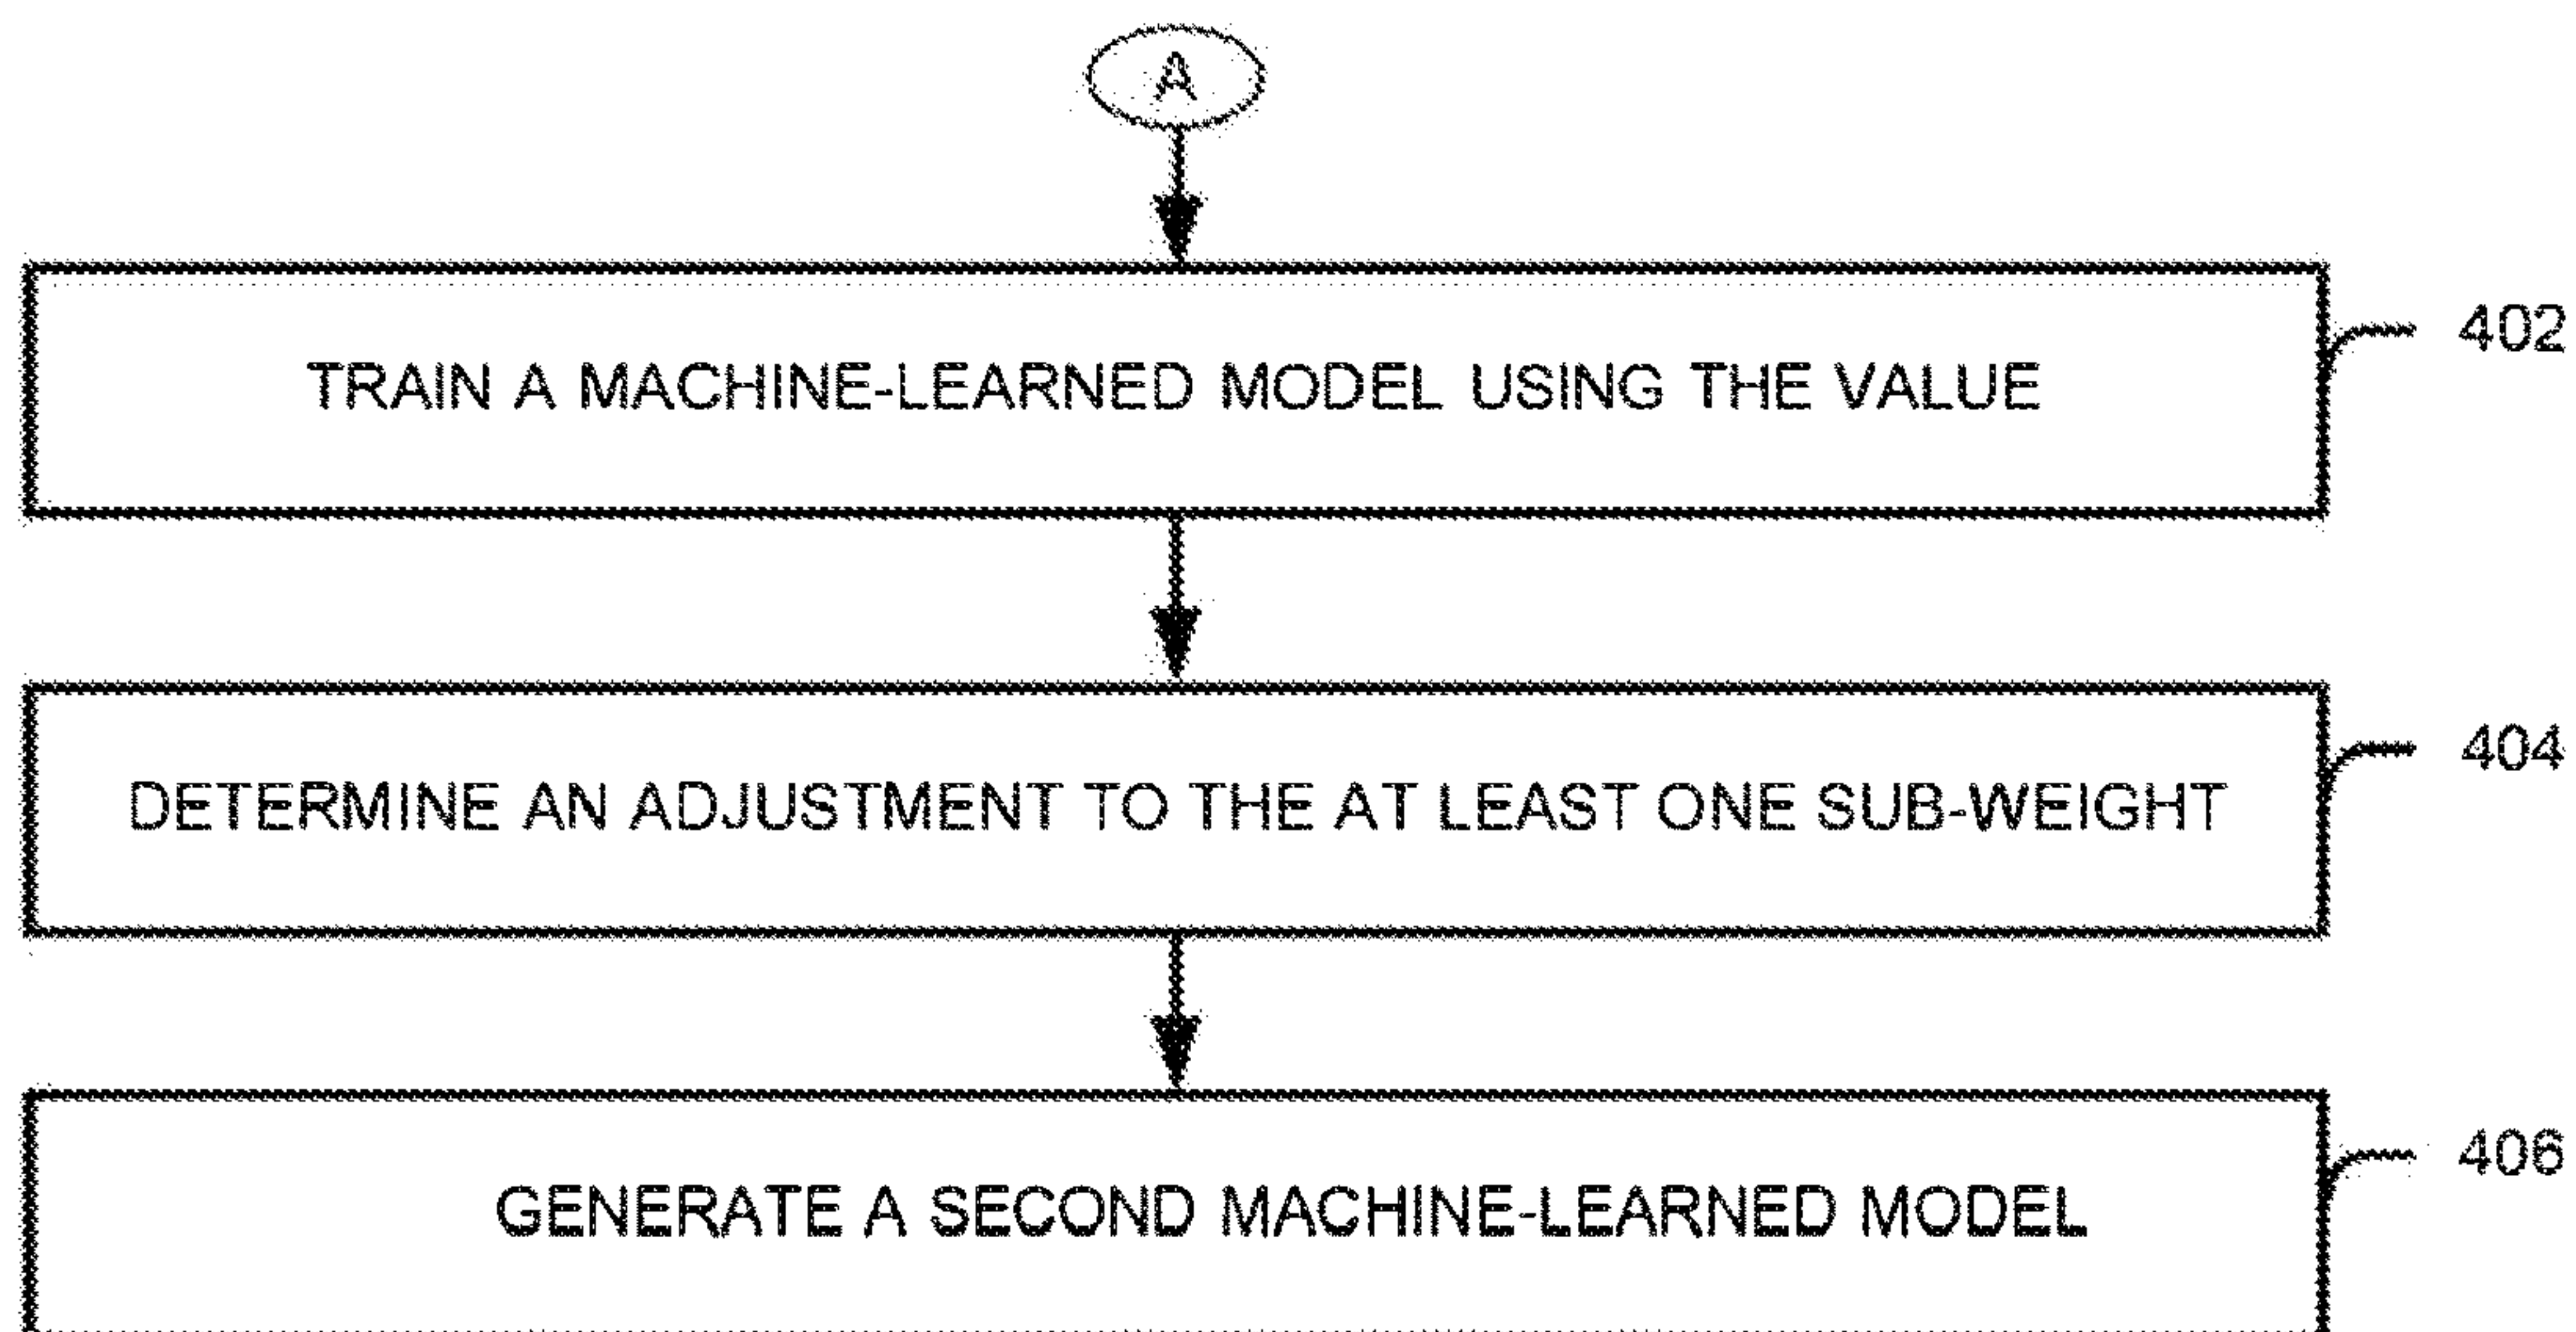 A
TRAIN A MACHINE-LEARNED MODEL USING THE VALUE
402
DETERMINE AN ADJUSTMENT TO THE AT LEAST ONE SUB-WEIGHT
404
GENERATE A SECOND MACHINE-LEARNED MODEL
406